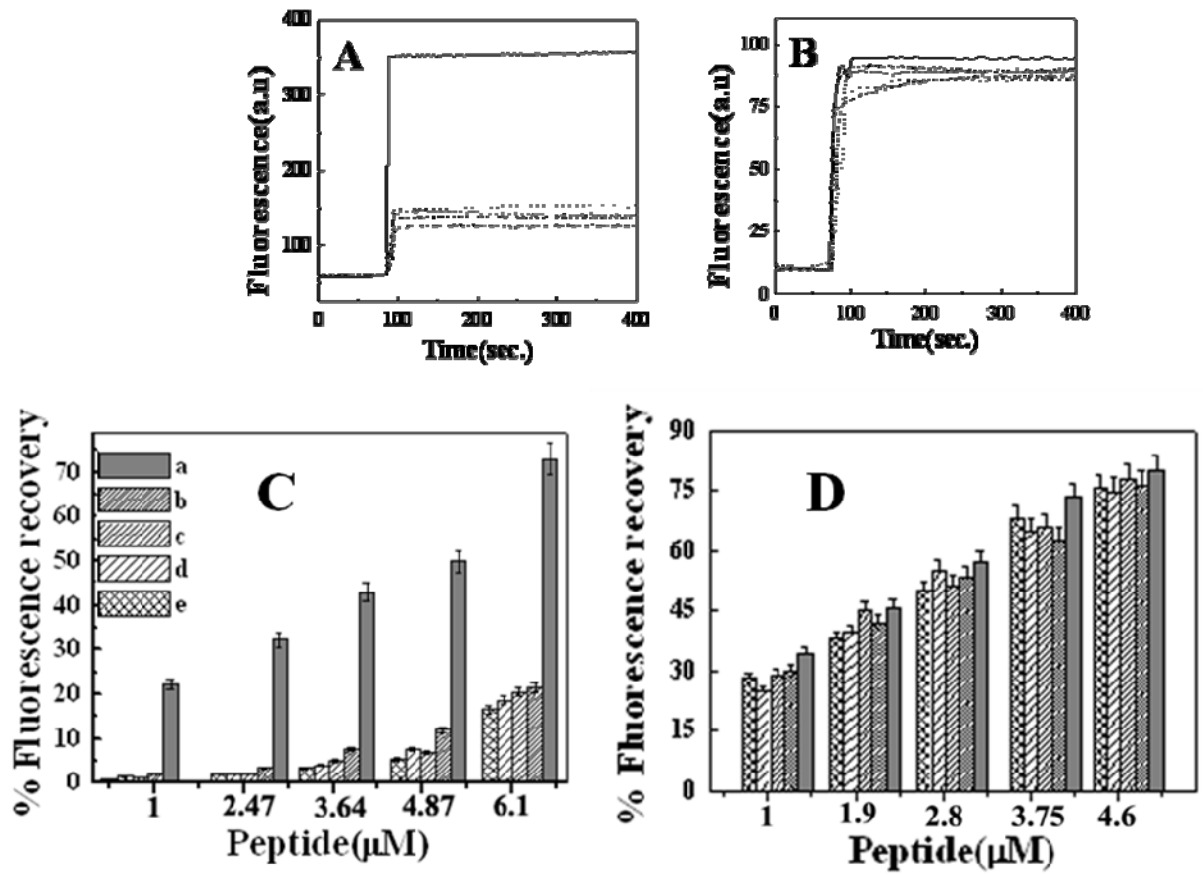 A
Fluorescence(a.u)
400
300
200
100
0 100 200 300 400
Time(sec.)
B
Fluorescence(a.u)
100
75
50
25
0
0 100 200 300 400
Time(sec.)
C
% Fluorescence recovery
70
60
50
40
30
20
10
0
a
b
c
d
e
1 2.47 3.64 4.87 6.1
Peptide(μM)
D
% Fluorescence recovery
90
75
60
45
30
15
0
1 1.9 2.8 3.75 4.6
Peptide(μM)